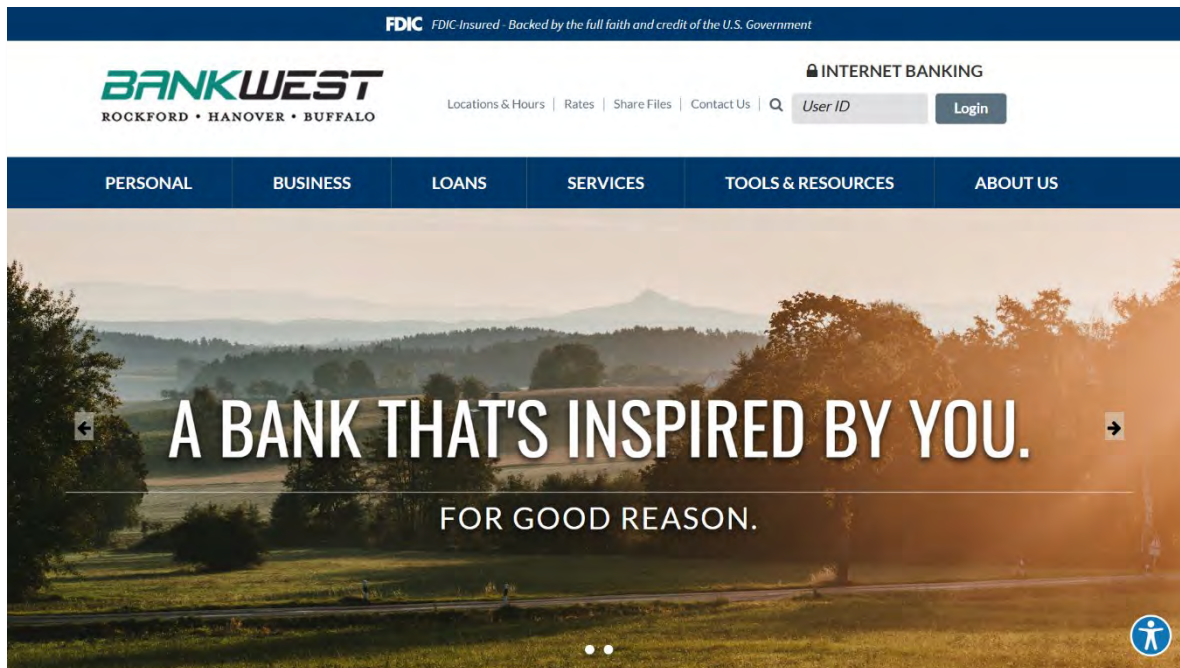 FDIC FDIC-Insured - Backed by the full faith and credit of the U.S. Government
BANKWEST
ROCKFORD • HANOVER • BUFFALO
Locations & Hours | Rates | Share Files | Contact Us |
INTERNET BANKING
User ID
Login
PERSONAL BUSINESS LOANS SERVICES TOOLS & RESOURCES ABOUT US
A BANK THAT'S INSPIRED BY YOU.
FOR GOOD REASON.